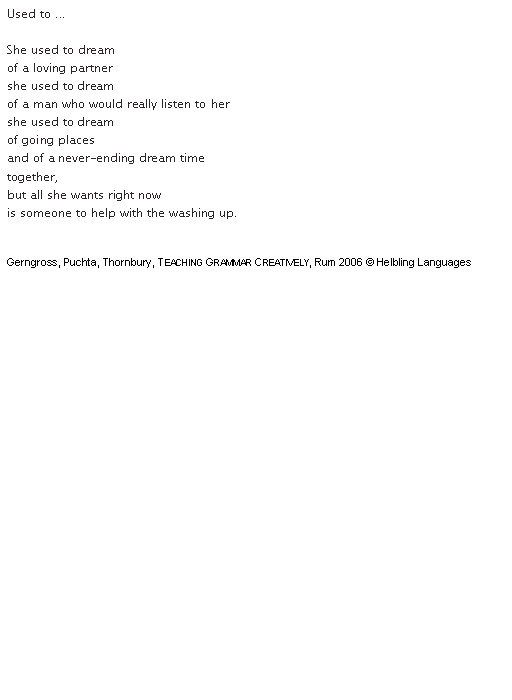 Used to ...
She used to dream
of a loving partner
she used to dream
of a man who would really listen to her
she used to dream
of going places
and of a never-ending dream time
together,
but all she wants right now
is someone to help with the washing up.
Gerngross, Puchta, Thornbury, TEACHING GRAMMAR CREATIVELY, Rum 2006 © Helbling Languages